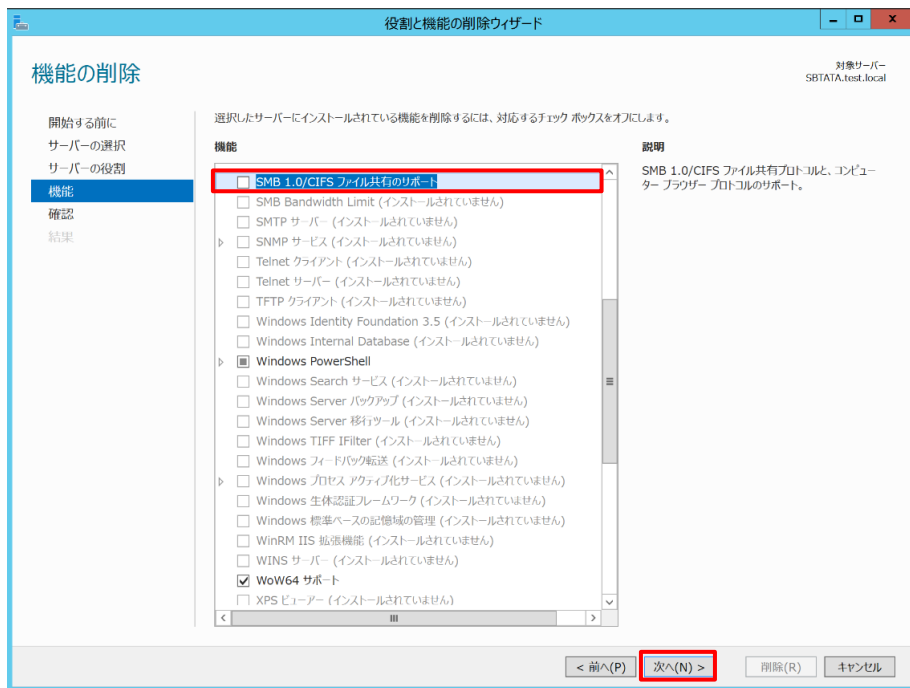 役割と機能の削除ウィザード
機能の削除
対象サーバー
SBTATA.test.local
開始する前に
サーバーの選択
サーバーの役割
機能
確認
結果
選択したサーバーにインストールされている機能を削除するには、対応するチェック ボックスをオフにします。
機能
SMB 1.0/CIFS ファイル共有のサポート
SMB Bandwidth Limit (インストールされていません)
SMTP サーバー (インストールされていません)
SNMP サービス (インストールされていません)
Telnet クライアント (インストールされていません)
Telnet サーバー (インストールされていません)
TFTP クライアント (インストールされていません)
Windows Identity Foundation 3.5 (インストールされていません)
Windows Internal Database (インストールされていません)
Windows PowerShell
Windows Search サービス (インストールされていません)
Windows Server バックアップ (インストールされていません)
Windows Server 移行ツール (インストールされていません)
Windows TIFF IFilter (インストールされていません)
Windows フィードバック転送 (インストールされていません)
Windows プロセス アクティブ化サービス (インストールされていません)
Windows 生体認証フレームワーク (インストールされていません)
Windows 標準ベースの記憶域の管理 (インストールされていません)
WinRM IIS 拡張機能 (インストールされていません)
WINS サーバー (インストールされていません)
WoW64 サポート
XPS ビューアー (インストールされていません)
説明
SMB 1.0/CIFS ファイル共有プロトコルと、コンピュー
ター ブラウザー プロトコルのサポート。
< 前へ(P)
次へ(N) >
削除(R)
キャンセル